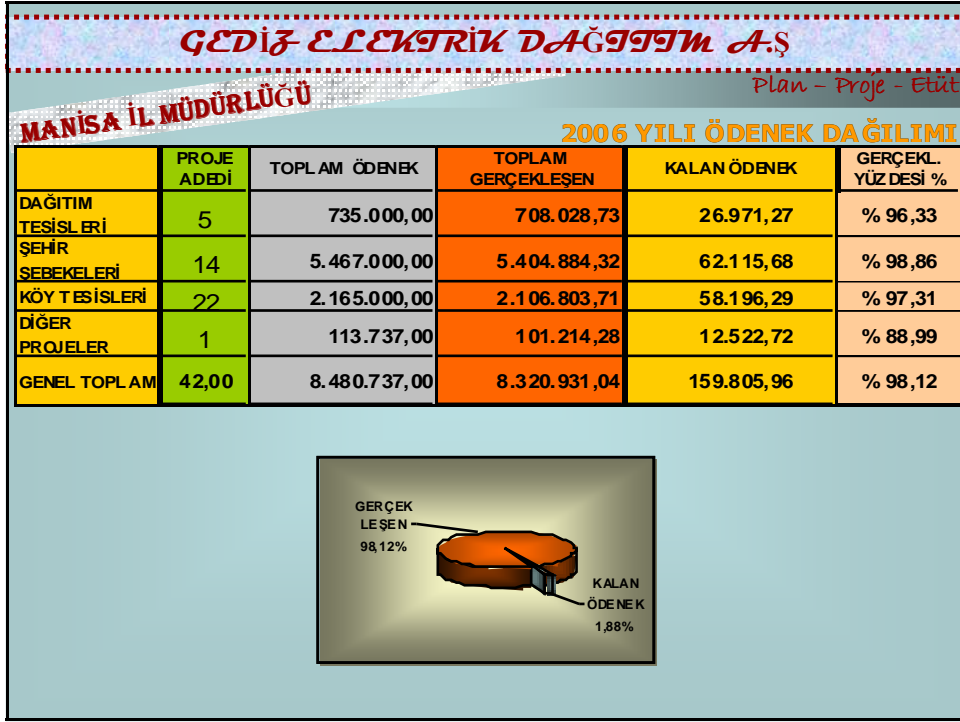 GEDİZ ELEKTRİK DAĞITIM A.Ş
Plan – Proje - Etüt
MANİSA İL MÜDÜRLÜĞÜ
2006 YILI ÖDENEK DAĞILIMI
PROJE ADEDİ TOPLAM ÖDENEK TOPLAM GERÇEKLEŞEN KALAN ÖDENEK GERÇEKL. YÜZDESİ %
DAĞITIM TESİSLERİ 5 735.000,00 708.028,73 26.971,27 % 96,33
ŞEHİR ŞEBEKELERİ 14 5.467.000,00 5.404.884,32 62.115,68 % 98,86
KÖY TESİSLERİ 22 2.165.000,00 2.106.803,71 58.196,29 % 97,31
DİĞER PROJELER 1 113.737,00 101.214,28 12.522,72 % 88,99
GENEL TOPLAM 42,00 8.480.737,00 8.320.931,04 159.805,96 % 98,12
GERÇEK
LEŞEN
98,12%
KALAN
ÖDENEK
1,88%